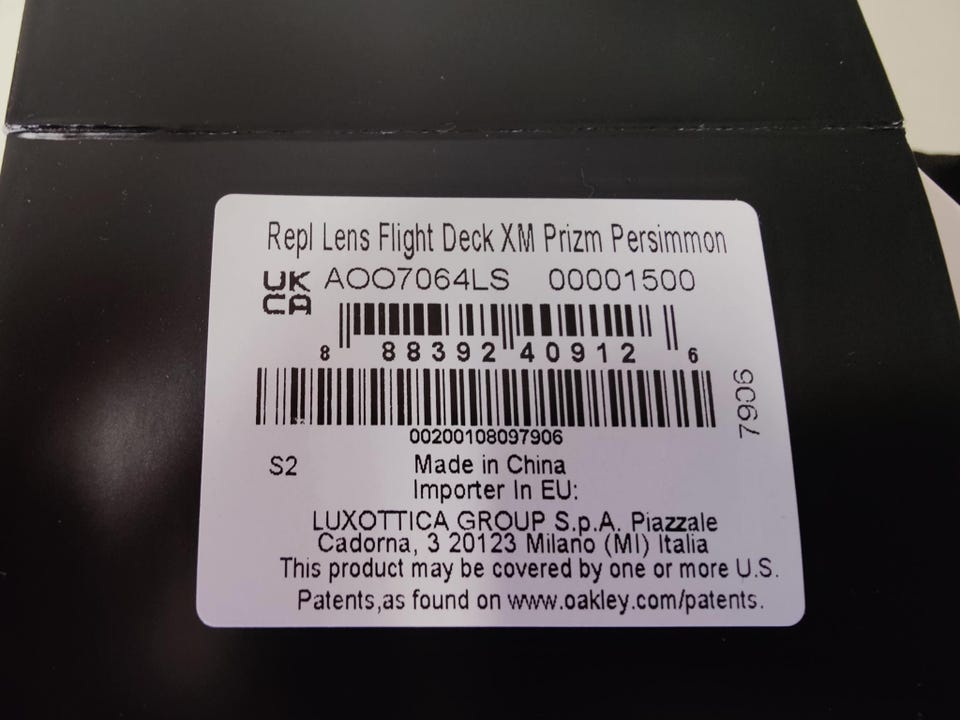 Repl Lens Flight Deck XM Prizm Persimmon
UK
CA
AOO7064LS 00001500
8 88392 40912 6
7906
00200108097906
S2
Made in China
Importer In EU:
LUXOTTICA GROUP S.p.A. Piazzale
Cadorna, 3 20123 Milano (MI) Italia
This product may be covered by one or more U.S.
Patents,as found on www.oakley.com/patents.